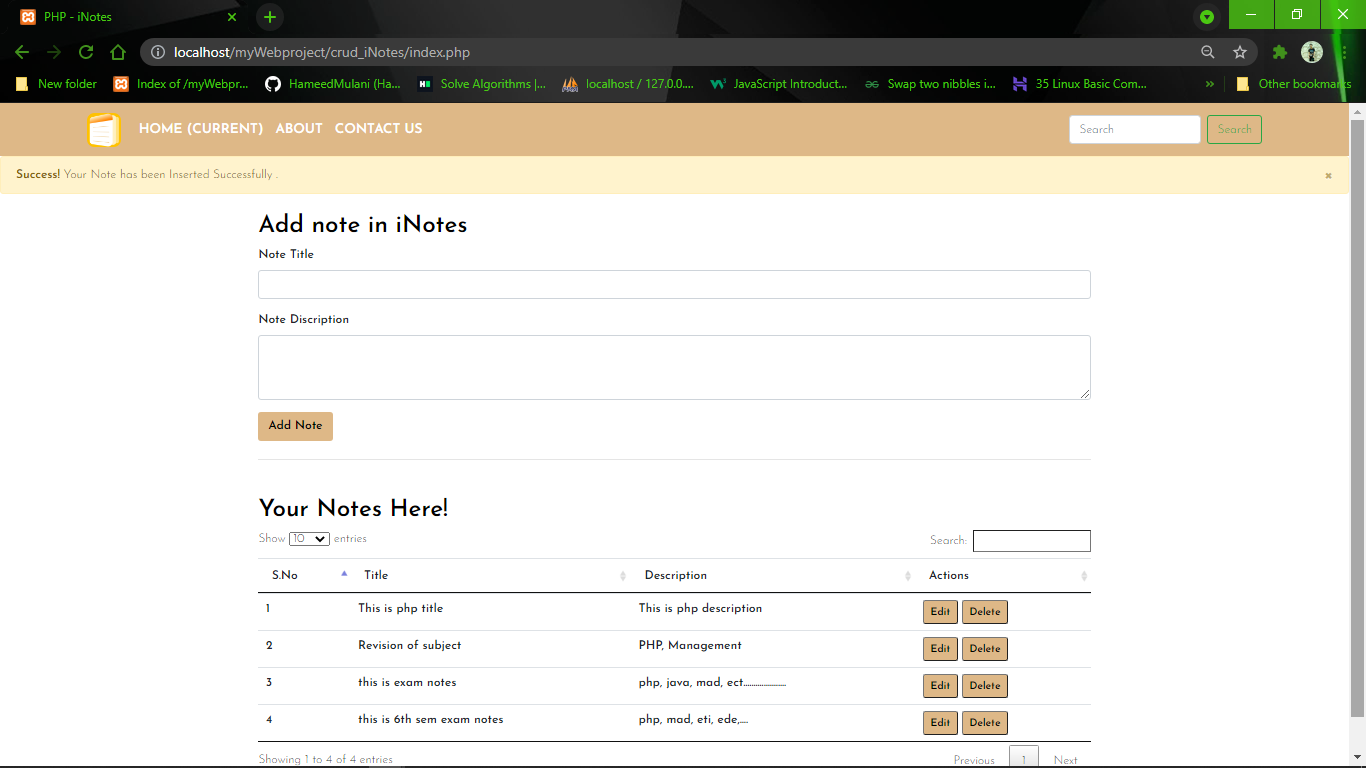 PHP - iNotes
localhost/myWebproject/crud_iNotes/index.php
New folder Index of /myWebpr... HameedMulani (Ha... Solve Algorithms |... localhost / 127.0.0.... JavaScript Introduct... Swap two nibbles i... 35 Linux Basic Com... » Other bookmarks
HOME (CURRENT) ABOUT CONTACT US Search Search
Success! Your Note has been Inserted Successfully . ×
Add note in iNotes
Note Title
Note Discription
Add Note
Your Notes Here!
Show 10 entries Search:
S.No Title Description Actions
1 This is php title This is php description Edit Delete
2 Revision of subject PHP, Management Edit Delete
3 this is exam notes php, java, mad, ect..................... Edit Delete
4 this is 6th sem exam notes php, mad, eti, ede,.... Edit Delete
Showing 1 to 4 of 4 entries Previous 1 Next